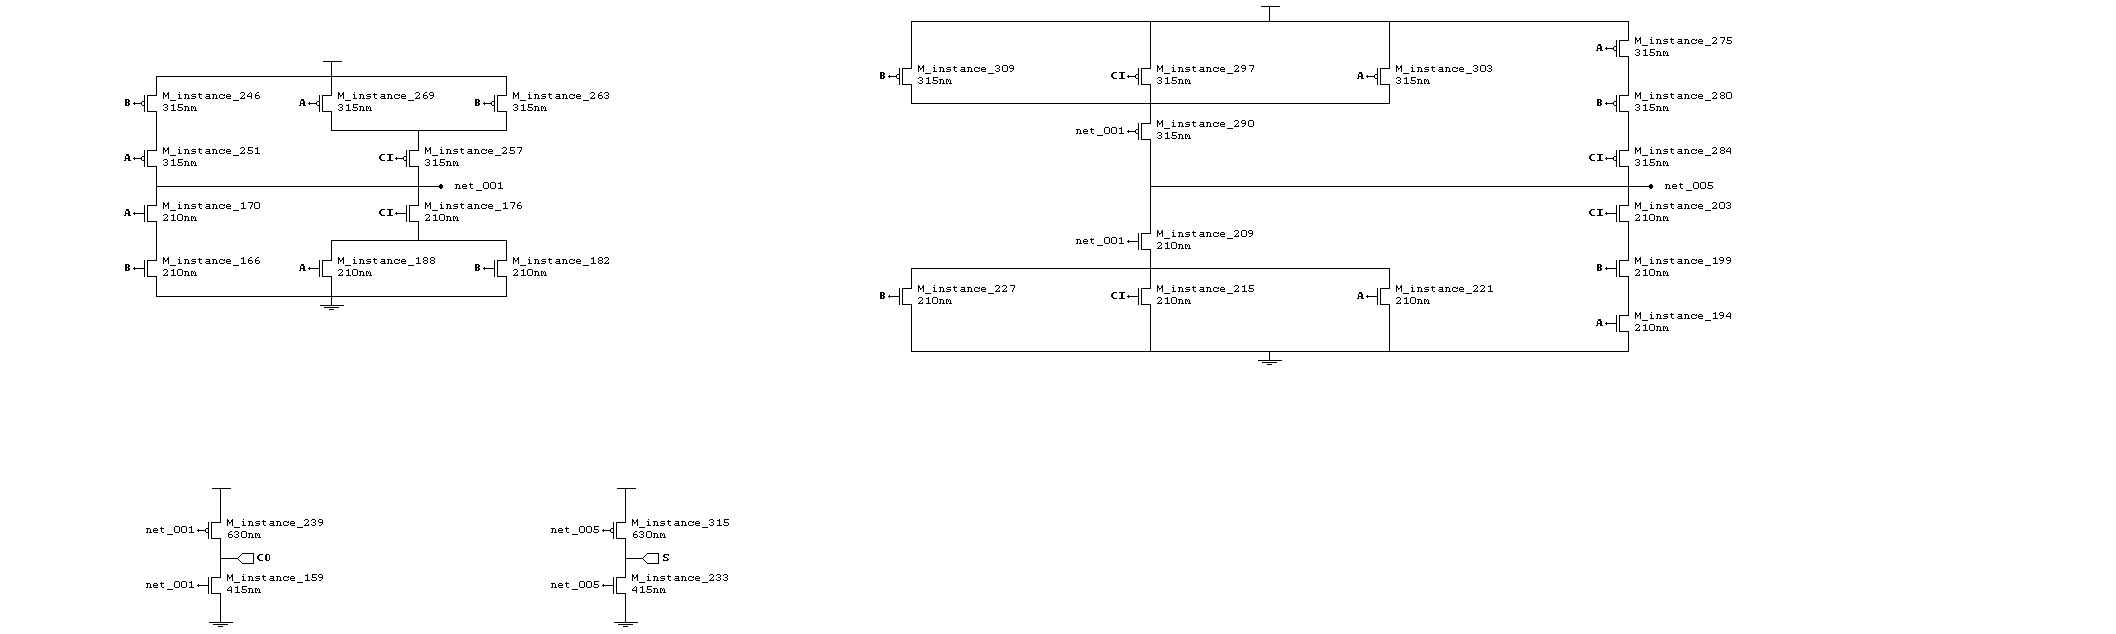 B M_instance_246
315nm
A M_instance_269
315nm
B M_instance_263
315nm
A M_instance_251
315nm
CI M_instance_257
315nm
net_001
A M_instance_170
210nm
CI M_instance_176
210nm
B M_instance_166
210nm
A M_instance_188
210nm
B M_instance_182
210nm
B M_instance_309
315nm
CI M_instance_297
315nm
A M_instance_303
315nm
A M_instance_275
315nm
B M_instance_280
315nm
net_001 M_instance_290
315nm
CI M_instance_284
315nm
net_005
CI M_instance_203
210nm
net_001 M_instance_209
210nm
B M_instance_199
210nm
B M_instance_227
210nm
CI M_instance_215
210nm
A M_instance_221
210nm
A M_instance_194
210nm
net_001 M_instance_239
630nm
CO
net_001 M_instance_159
415nm
net_005 M_instance_315
630nm
S
net_005 M_instance_233
415nm